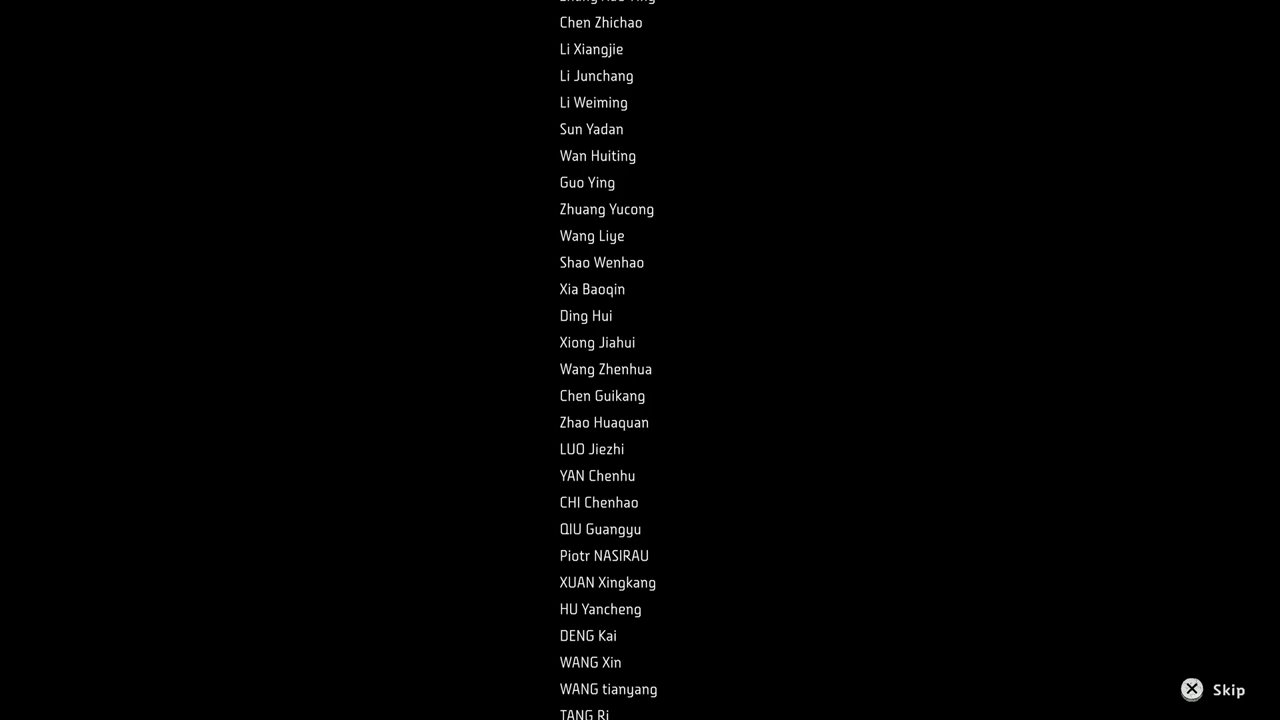 Chen Zhichao
Li Xiangjie
Li Junchang
Li Weiming
Sun Yadan
Wan Huiting
Guo Ying
Zhuang Yucong
Wang Liye
Shao Wenhao
Xia Baoqin
Ding Hui
Xiong Jiahui
Wang Zhenhua
Chen Guikang
Zhao Huaquan
LUO Jiezhi
YAN Chenhu
CHI Chenhao
QIU Guangyu
Piotr NASIRAU
XUAN Xingkang
HU Yancheng
DENG Kai
WANG Xin
WANG tianyang
TANG Ri
Skip